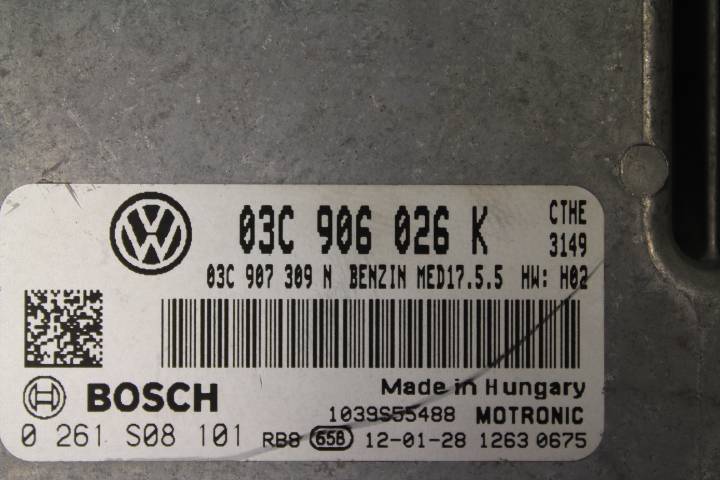 03C 906 026 K CTHE
3149
03C 907 309 N BENZIN MED17.5.5 HW: H02
BOSCH
Made in Hungary
1039S55488 MOTRONIC
0 261 S08 101 RB8 658 12-01-28 1263 0675